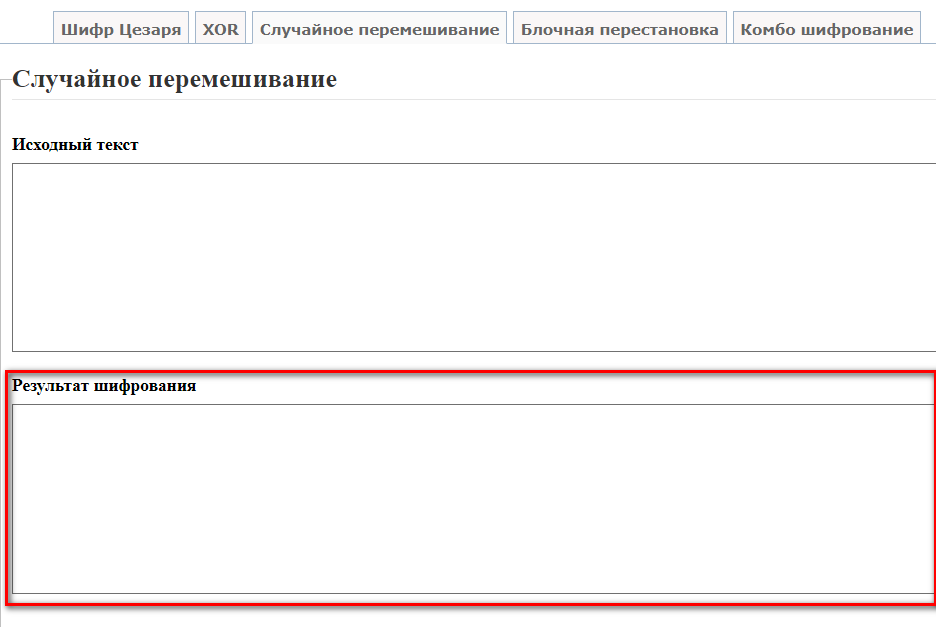 Шифр Цезаря XOR Случайное перемешивание Блочная перестановка Комбо шифрование
Случайное перемешивание
Исходный текст
Результат шифрования